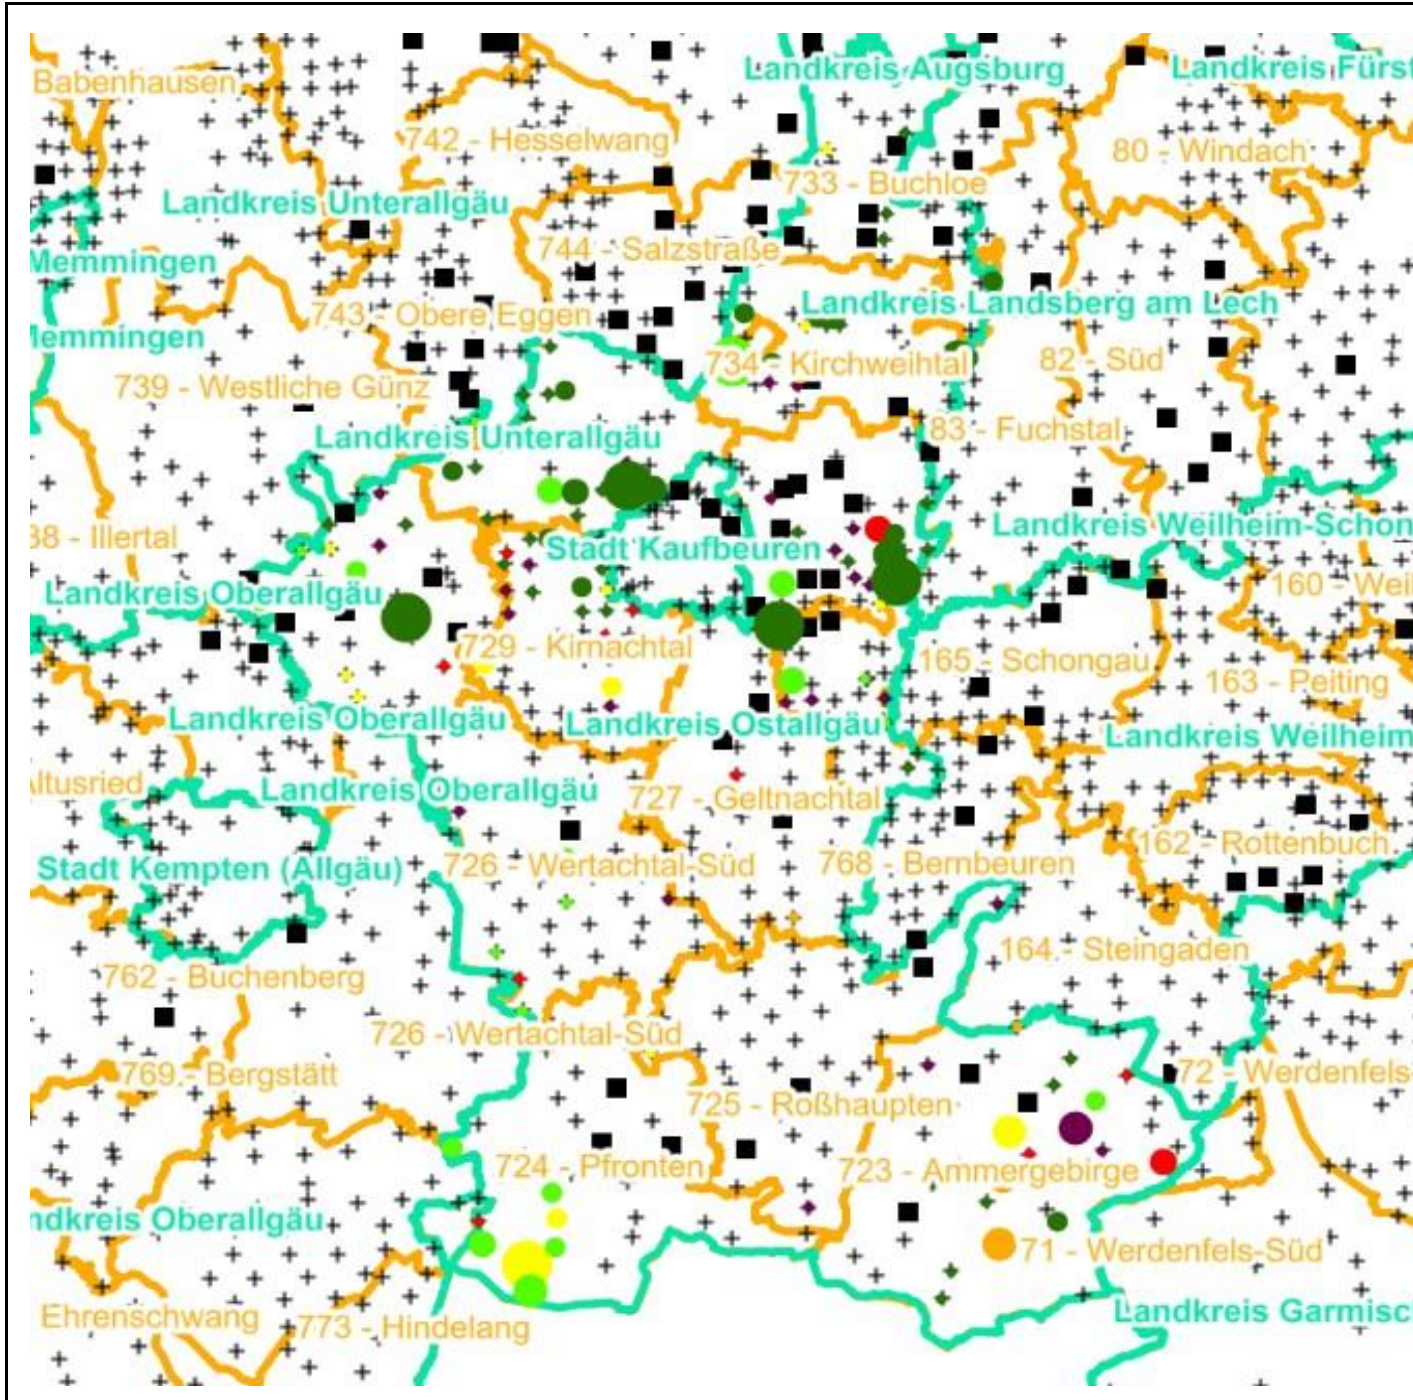 Landkreis Augsburg
Landkreis Fürst
Babenhausen
742 - Hesselwang
80 - Windach
733 - Buchloe
Landkreis Unterallgäu
744 - Salzstraße
Memmingen
Landkreis Landsberg am Lech
743 - Obere Eggen
Memmingen
734 - Kirchweihtal
82 - Süd
739 - Westliche Günz
83 - Fuchstal
Landkreis Unterallgäu
Landkreis Weilheim-Schon
38 - Illertal
Stadt Kaufbeuren
160 - Weil
Landkreis Oberallgäu
729 - Kirnachtal
165 - Schongau
163 - Peiting
Landkreis Oberallgäu
Landkreis Ostallgäu
Landkreis Weilheim
Altusried
Landkreis Oberallgäu
727 - Geltnachtal
162 - Rottenbuch
Stadt Kempten (Allgäu)
726 - Wertachtal-Süd
768 - Bernbeuren
164 - Steingaden
762 - Buchenberg
726 - Wertachtal-Süd
769 - Bergstätt
72 - Werdenfels-
725 - Roßhaupten
724 - Pfronten
723 - Ammergebirge
ndkreis Oberallgäu
71 - Werdenfels-Süd
Ehrenschwang
773 - Hindelang
Landkreis Garmisc